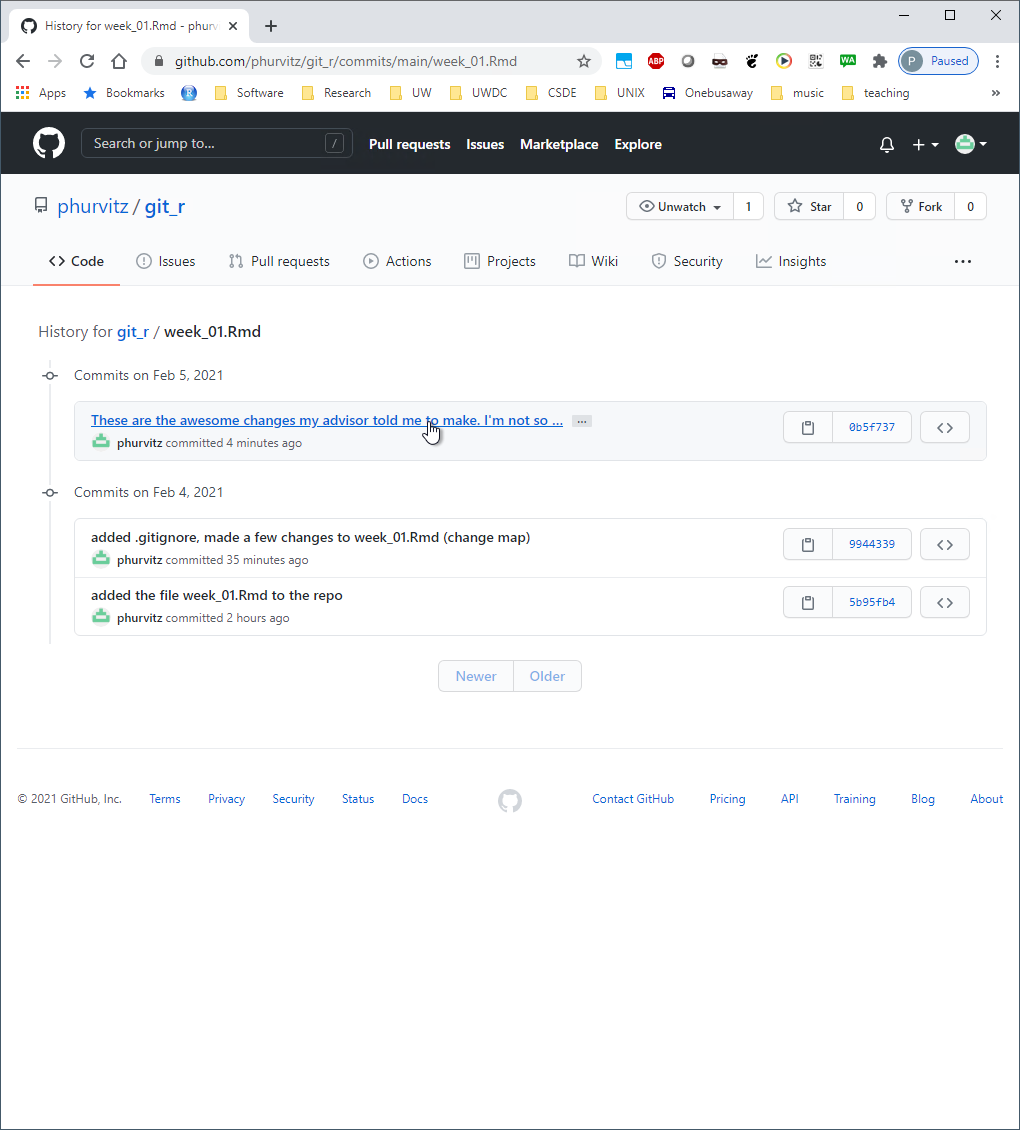 History for week_01.Rmd - phurv
github.com/phurvitz/git_r/commits/main/week_01.Rmd
ABP
WA
P Paused
Apps Bookmarks R Software Research UW UWDC CSDE UNIX Onebusaway music teaching »
Search or jump to... /
Pull requests Issues Marketplace Explore
phurvitz / git_r
Unwatch 1 Star 0 Fork 0
Code Issues Pull requests Actions Projects Wiki Security Insights
History for git_r / week_01.Rmd
Commits on Feb 5, 2021
These are the awesome changes my advisor told me to make. I'm not so ... …
0b5f737
phurvitz committed 4 minutes ago
Commits on Feb 4, 2021
added .gitignore, made a few changes to week_01.Rmd (change map)
9944339
phurvitz committed 35 minutes ago
added the file week_01.Rmd to the repo
5b95fb4
phurvitz committed 2 hours ago
Newer Older
© 2021 GitHub, Inc. Terms Privacy Security Status Docs Contact GitHub Pricing API Training Blog About